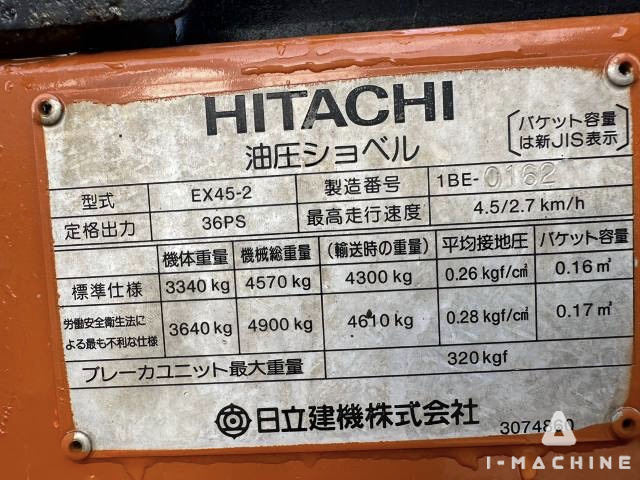 HITACHI
油圧ショベル
バケット容量
は新JIS表示
型式 EX45-2 製造番号 1BE-0162
定格出力 36PS 最高走行速度 4.5/2.7 km/h
機体重量 機械総重量 (輸送時の重量) 平均接地圧 バケット容量
標準仕様 3340 kg 4570 kg 4300 kg 0.26 kgf/c㎡ 0.16 ㎥
労働安全衛生法に
よる最も不利な仕様 3640 kg 4900 kg 4610 kg 0.28 kgf/c㎡ 0.17 ㎥
ブレーカユニット最大重量 320 kgf
日立建機株式会社 3074860
I-MACHINE